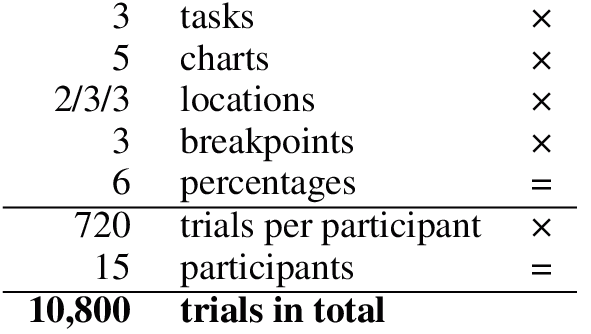 3 tasks ×
5 charts ×
2/3/3 locations ×
3 breakpoints ×
6 percentages =
720 trials per participant ×
15 participants =
10,800 trials in total